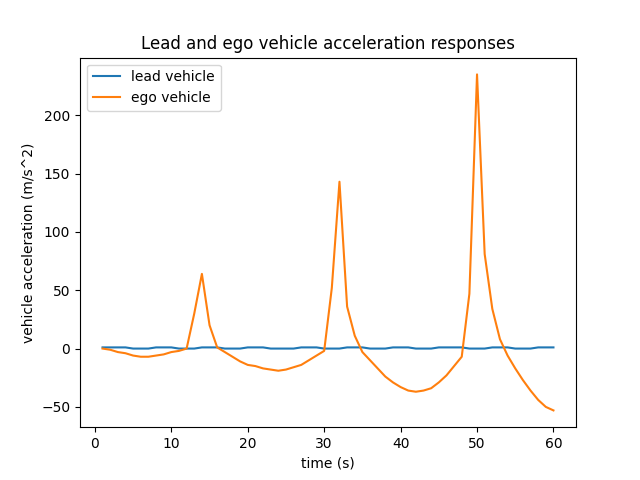 Lead and ego vehicle acceleration responses
lead vehicle
ego vehicle
vehicle acceleration (m/s^2)
200
150
100
50
0
−50
0 10 20 30 40 50 60
time (s)